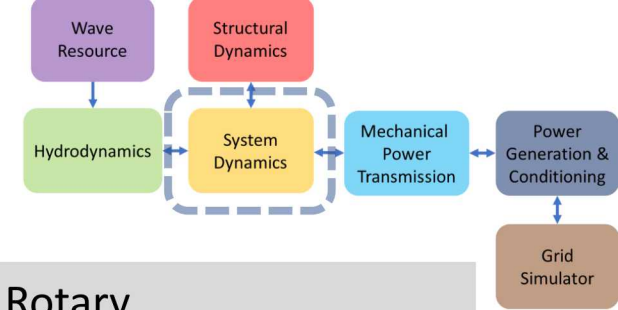 Wave
Resource
Structural
Dynamics
Hydrodynamics
System
Dynamics
Mechanical
Power
Transmission
Power
Generation &
Conditioning
Grid
Simulator
Rotary